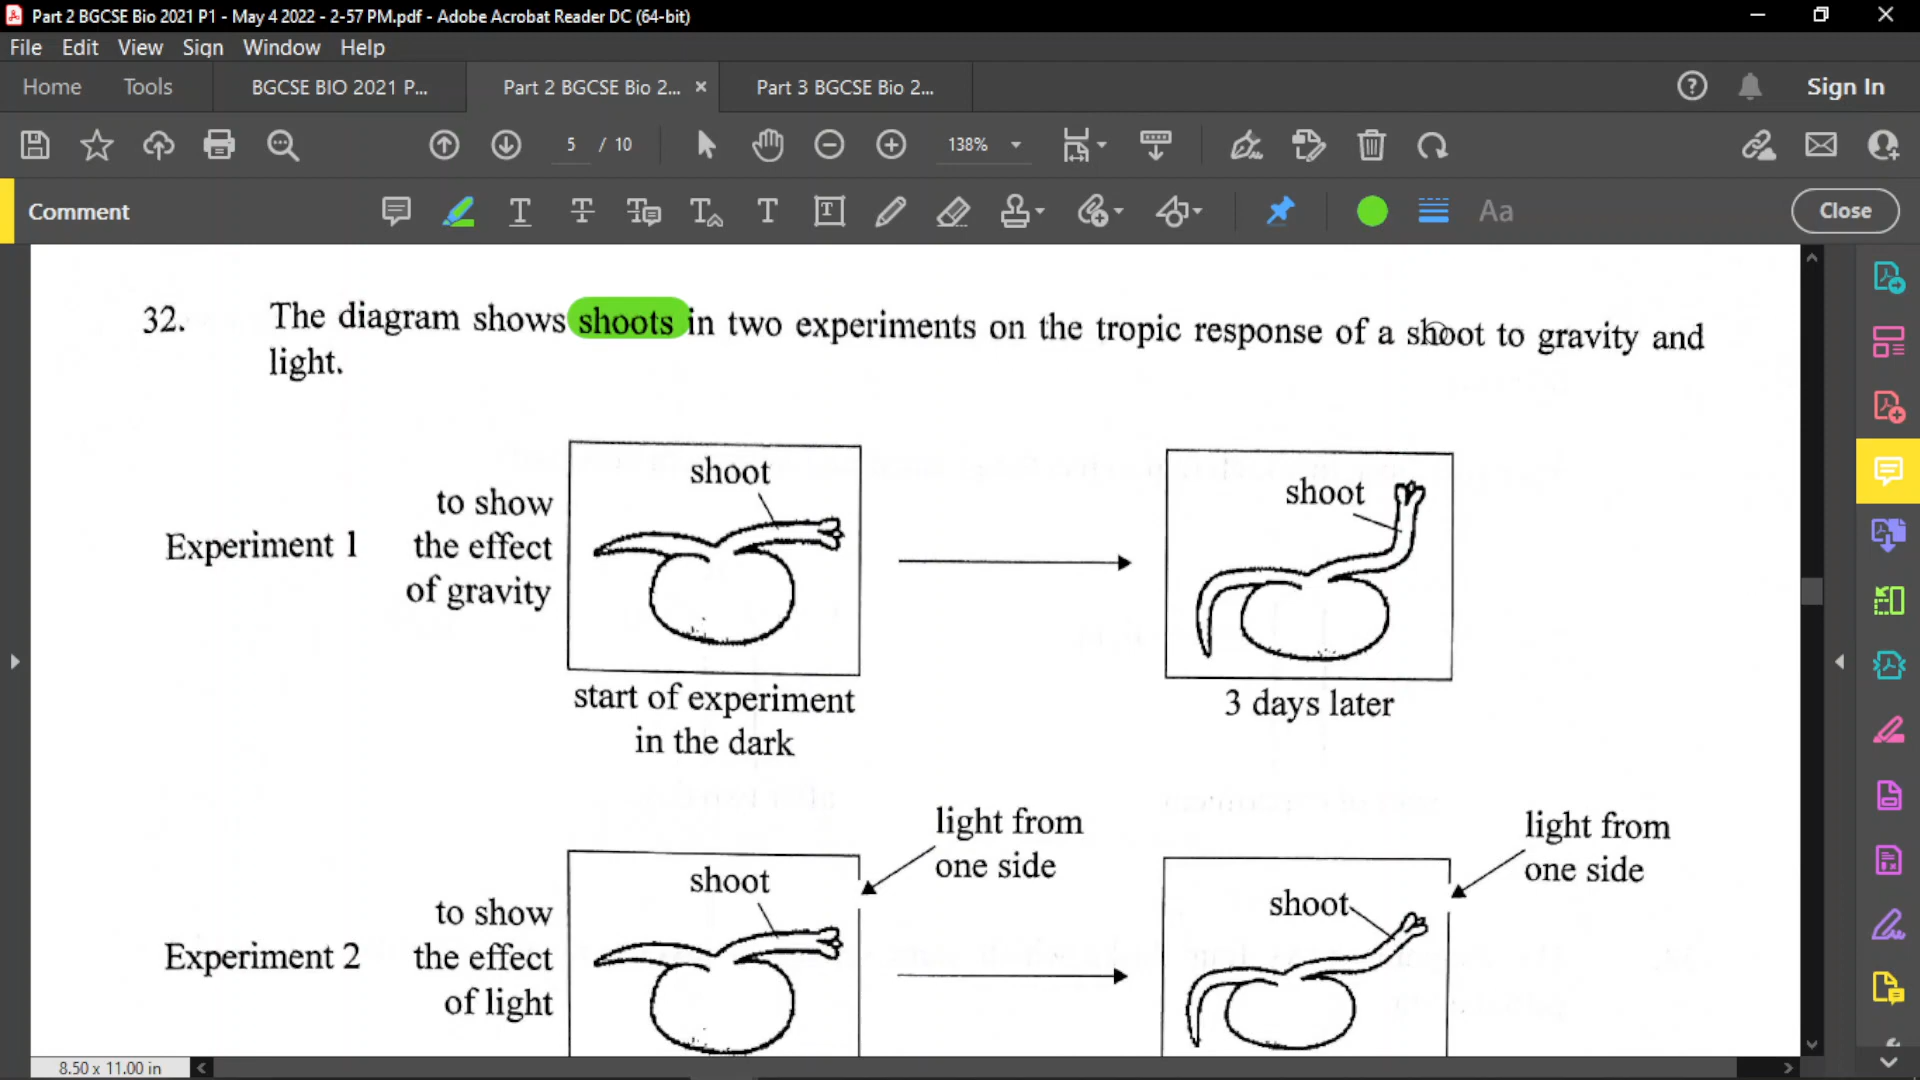 Part 2 BGCSE Bio 2021 P1 - May 4 2022 - 2-57 PM.pdf - Adobe Acrobat Reader DC (64-bit)
File Edit View Sign Window Help
Home Tools BGCSE BIO 2021 P... Part 2 BGCSE Bio 2... × Part 3 BGCSE Bio 2... Sign In
5 / 10 138%
Comment Aa Close
32. The diagram shows shoots in two experiments on the tropic response of a shoot to gravity and
light.
Experiment 1
to show
the effect
of gravity
shoot
start of experiment
in the dark
shoot
3 days later
Experiment 2
to show
the effect
of light
shoot
light from
one side
shoot
light from
one side
8.50 x 11.00 in